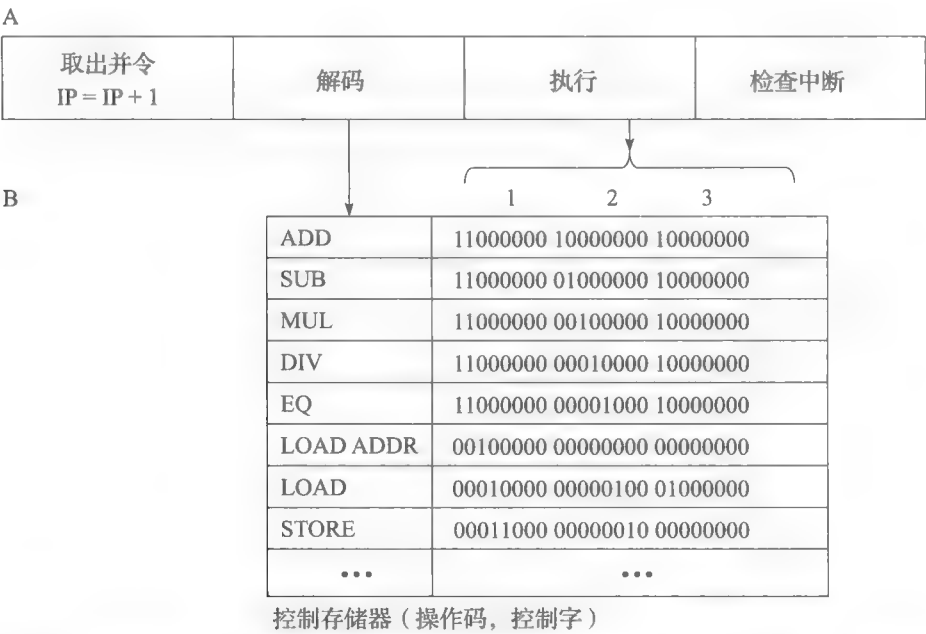 A
取出并令
IP = IP + 1
解码
执行
检查中断
B
1 2 3
ADD 11000000 10000000 10000000
SUB 11000000 01000000 10000000
MUL 11000000 00100000 10000000
DIV 11000000 00010000 10000000
EQ 11000000 00001000 10000000
LOAD ADDR 00100000 00000000 00000000
LOAD 00010000 00000100 01000000
STORE 00011000 00000010 00000000
••• •••
控制存储器（操作码，控制字）